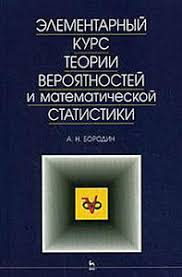 ЭЛЕМЕНТАРНЫЙ
КУРС
ТЕОРИИ
ВЕРОЯТНОСТЕЙ
и МАТЕМАТИЧЕСКОЙ
СТАТИСТИКИ
А. Н. БОРОДИН